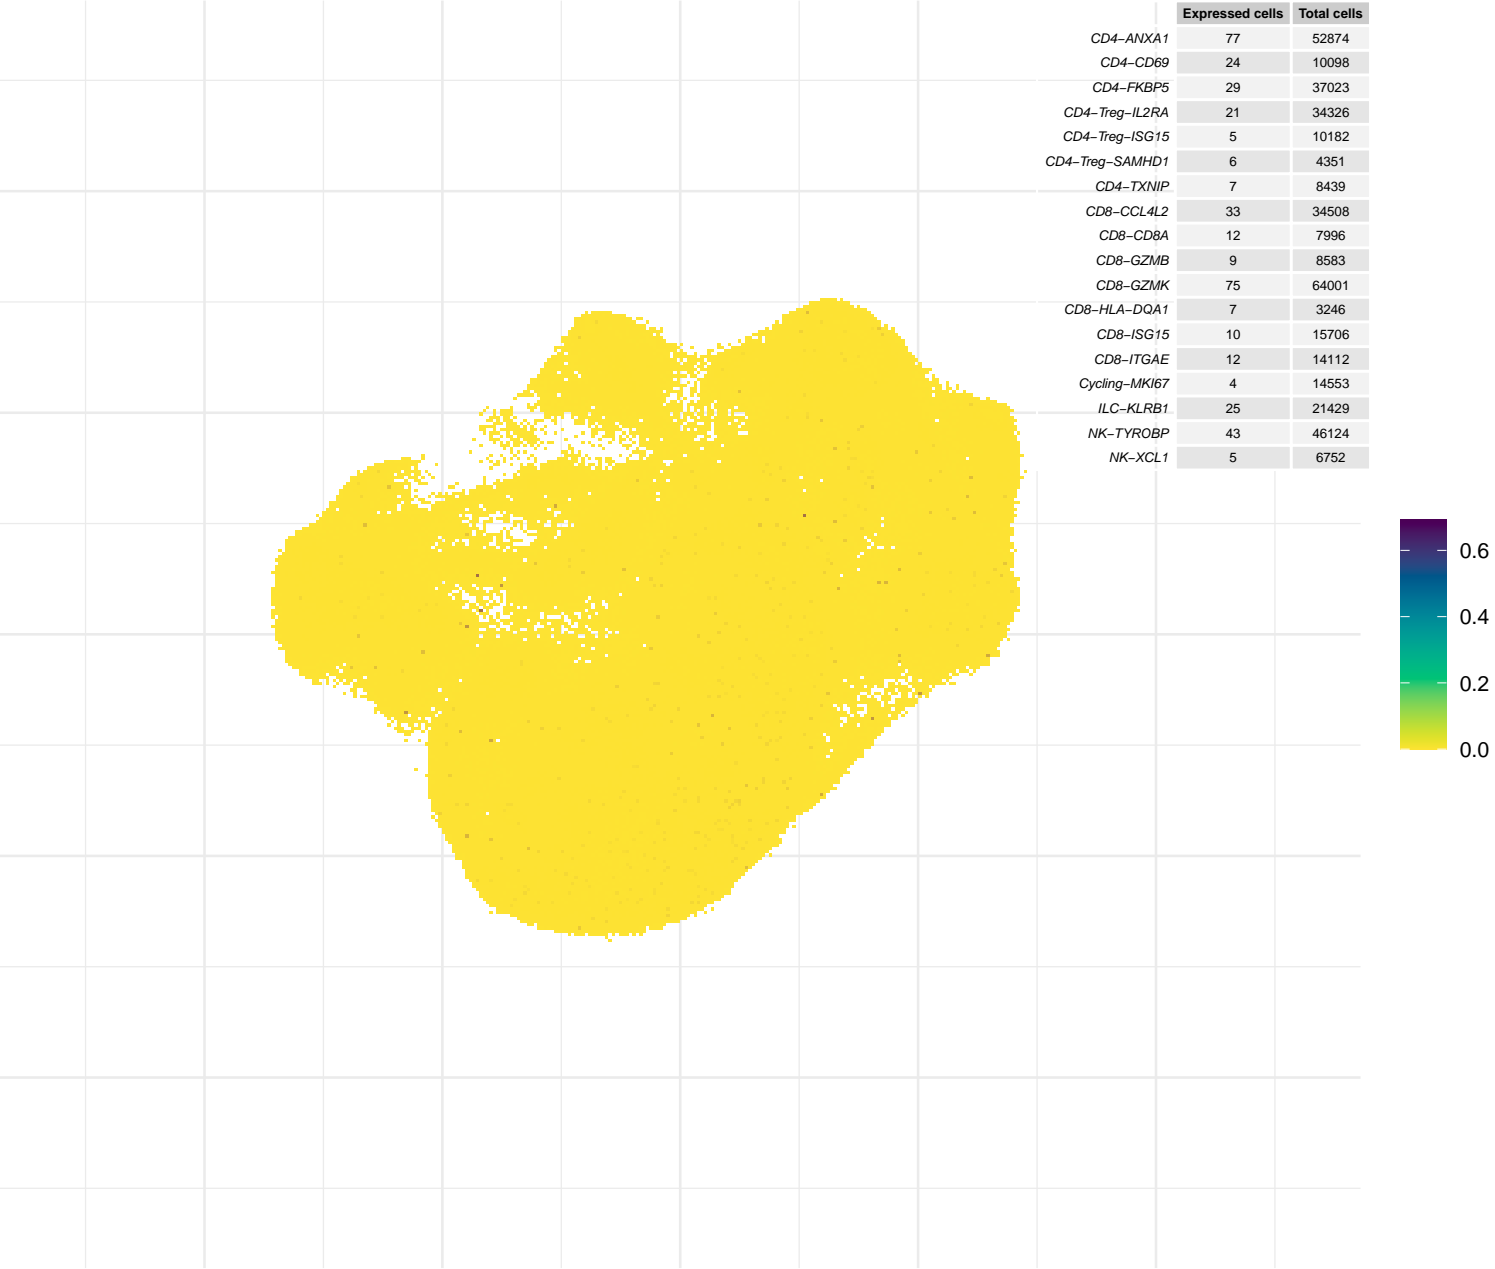 Expressed cells Total cells
CD4−ANXA1 77 52874
CD4−CD69 24 10098
CD4−FKBP5 29 37023
CD4−Treg−IL2RA 21 34326
CD4−Treg−ISG15 5 10182
CD4−Treg−SAMHD1 6 4351
CD4−TXNIP 7 8439
CD8−CCL4L2 33 34508
CD8−CD8A 12 7996
CD8−GZMB 9 8583
CD8−GZMK 75 64001
CD8−HLA−DQA1 7 3246
CD8−ISG15 10 15706
CD8−ITGAE 12 14112
Cycling−MKI67 4 14553
ILC−KLRB1 25 21429
NK−TYROBP 43 46124
NK−XCL1 5 6752
0.6
0.4
0.2
0.0